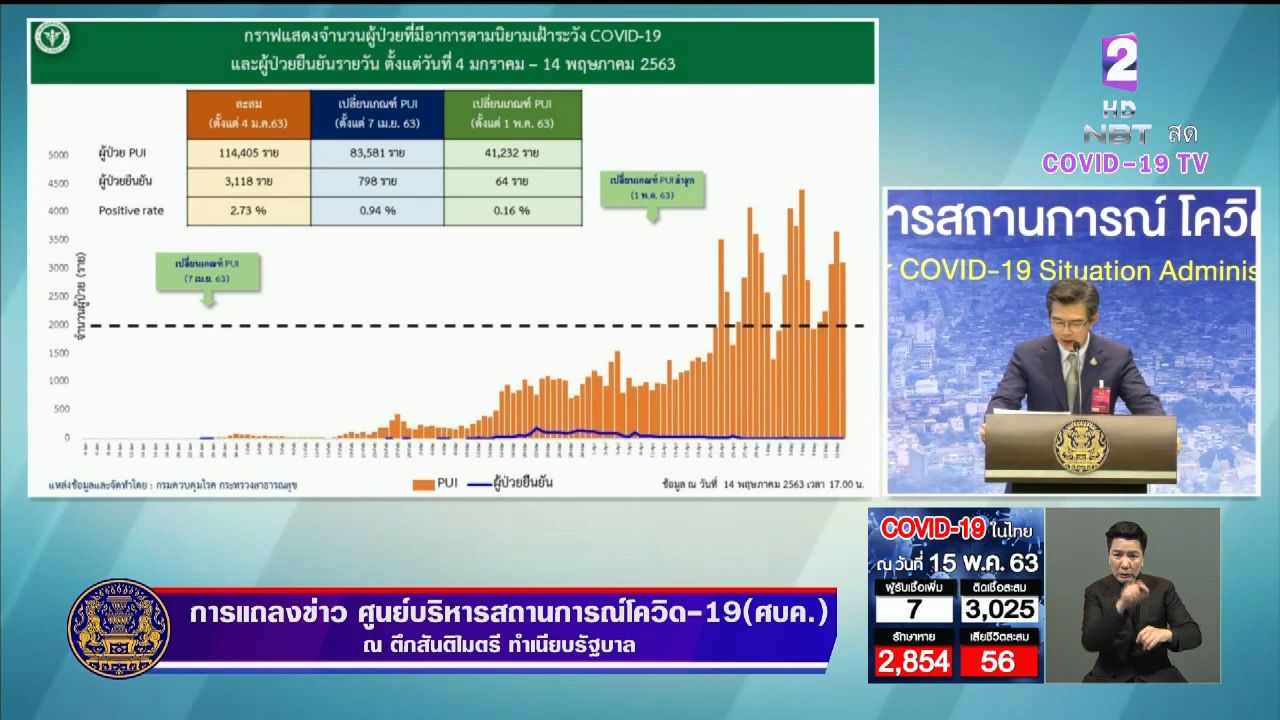 กราฟแสดงจำนวนผู้ป่วยที่มีอาการตามนิยามเฝ้าระวัง COVID-19
และผู้ป่วยยืนยันรายวัน ตั้งแต่วันที่ 4 มกราคม – 14 พฤษภาคม 2563
สะสม
(ตั้งแต่ 4 ม.ค.63)
เปลี่ยนเกณฑ์ PUI
(ตั้งแต่ 7 เม.ย. 63)
เปลี่ยนเกณฑ์ PUI
(ตั้งแต่ 1 พ.ค. 63)
ผู้ป่วย PUI 114,405 ราย 83,581 ราย 41,232 ราย
ผู้ป่วยยืนยัน 3,118 ราย 798 ราย 64 ราย
Positive rate 2.73 % 0.94 % 0.16 %
เปลี่ยนเกณฑ์ PUI
(7 เม.ย. 63)
เปลี่ยนเกณฑ์ PUI ล่าสุด
(1 พ.ค. 63)
จำนวนผู้ป่วย (ราย)
5000
4500
4000
3500
3000
2500
2000
1500
1000
500
0
PUI
ผู้ป่วยยืนยัน
แหล่งข้อมูลและจัดทำโดย : กรมควบคุมโรค กระทรวงสาธารณสุข
ข้อมูล ณ วันที่ 14 พฤษภาคม 2563 เวลา 17.00 น.
2
HD
NBT สด
COVID-19 TV
ารสถานการณ์ โควิ
COVID-19 Situation Adminis
COVID-19 ในไทย
ณ วันที่ 15 พ.ค. 63
ผู้รับเชื้อเพิ่ม ติดเชื้อสะสม
7 3,025
รักษาหาย เสียชีวิตสะสม
2,854 56
การแถลงข่าว ศูนย์บริหารสถานการณ์โควิด-19(ศบค.)
ณ ตึกสันติไมตรี ทำเนียบรัฐบาล